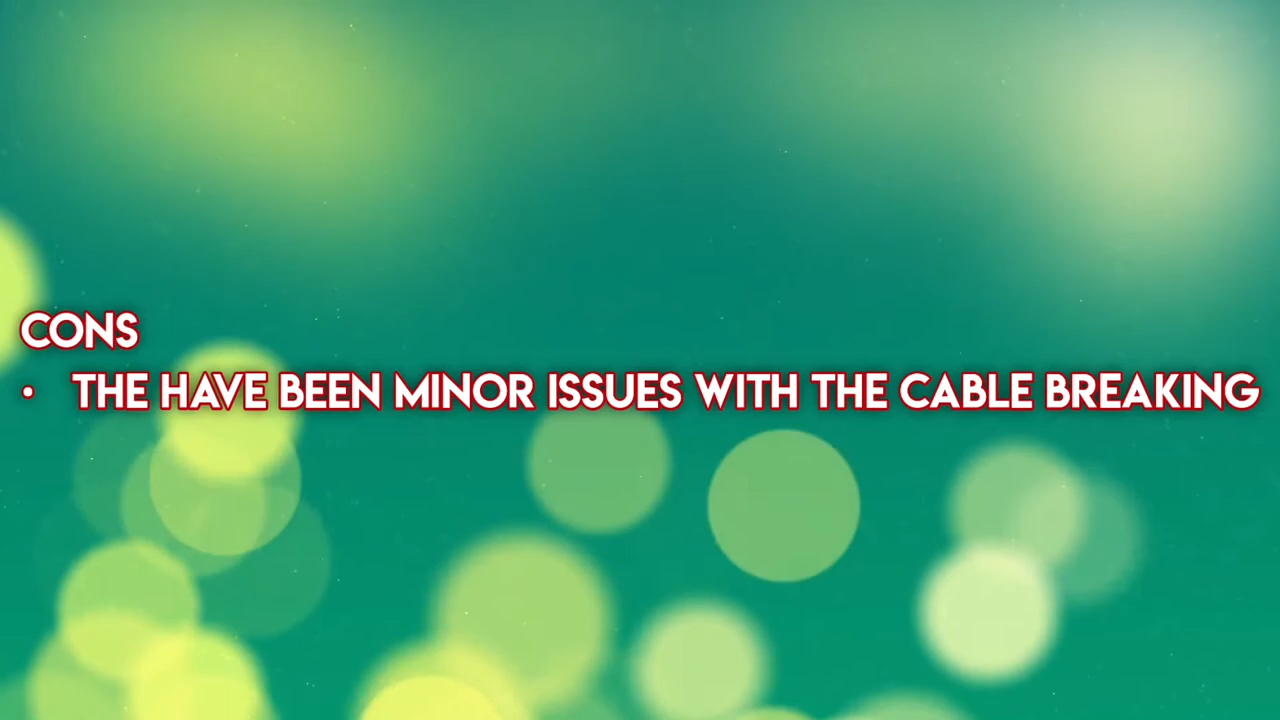 CONS
• THE HAVE BEEN MINOR ISSUES WITH THE CABLE BREAKING